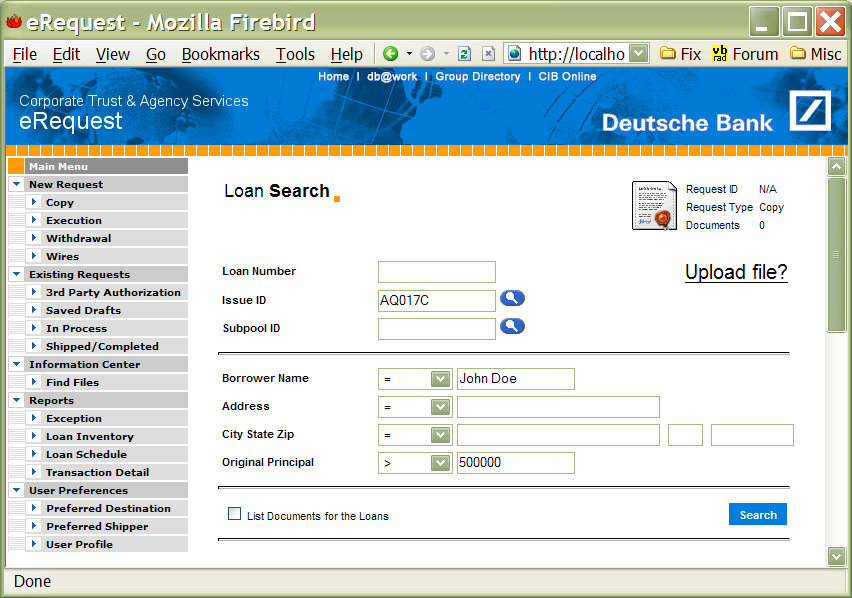 eRequest - Mozilla Firebird
File Edit View Go Bookmarks Tools Help http://localho Fix vb rad Forum Misc
Home | db@work | Group Directory | CIB Online
Corporate Trust & Agency Services
eRequest
Deutsche Bank
Main Menu
New Request
Copy
Execution
Withdrawal
Wires
Existing Requests
3rd Party Authorization
Saved Drafts
In Process
Shipped/Completed
Information Center
Find Files
Reports
Exception
Loan Inventory
Loan Schedule
Transaction Detail
User Preferences
Preferred Destination
Preferred Shipper
User Profile
Loan Search
Request ID N/A
Request Type Copy
Documents 0
Upload file?
Loan Number
Issue ID AQ017C
Subpool ID
Borrower Name = John Doe
Address =
City State Zip =
Original Principal > 500000
List Documents for the Loans
Search
Done